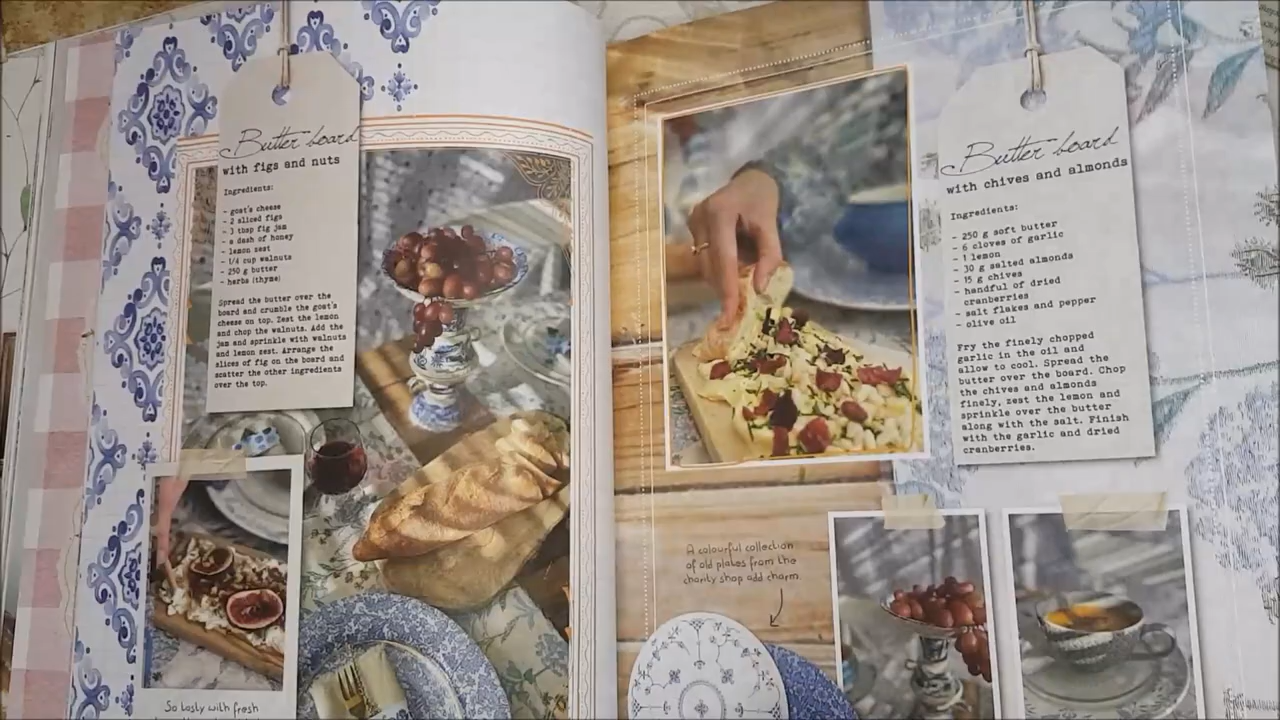 Butter board
with figs and nuts
Ingredients:
- goat's cheese
- 2 sliced figs
- 3 tbsp fig jam
- a dash of honey
- lemon zest
- 1/4 cup walnuts
- 250 g butter
- herbs (thyme)
Spread the butter over the
board and crumble the goat's
cheese on top. Zest the lemon
and chop the walnuts. Add the
jam and sprinkle with walnuts
and lemon zest. Arrange the
slices of fig on the board and
scatter the other ingredients
over the top.
So tasty with fresh
Butter board
with chives and almonds
Ingredients:
- 250 g soft butter
- 6 cloves of garlic
- 1 lemon
- 30 g salted almonds
- 15 g chives
- handful of dried
cranberries
- salt flakes and pepper
- olive oil
Fry the finely chopped
garlic in the oil and
allow to cool. Spread the
butter over the board. Chop
the chives and almonds
finely, zest the lemon and
sprinkle over the butter
along with the salt. Finish
with the garlic and dried
cranberries.
A colourful collection
of old plates from the
charity shop add charm.